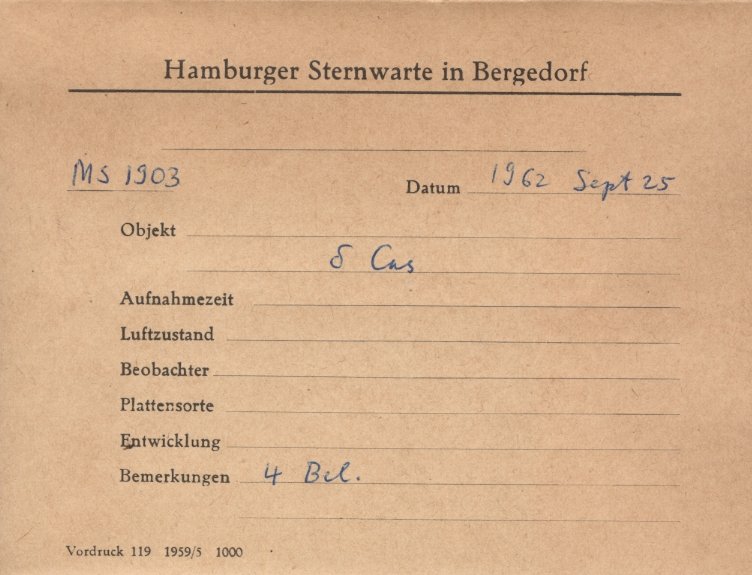 Hamburger Sternwarte in Bergedorf
MS 1903 Datum 1962 Sept 25
Objekt
δ Cas
Aufnahmezeit
Luftzustand
Beobachter
Plattensorte
Entwicklung
Bemerkungen 4 Bel.
Vordruck 119 1959/5 1000